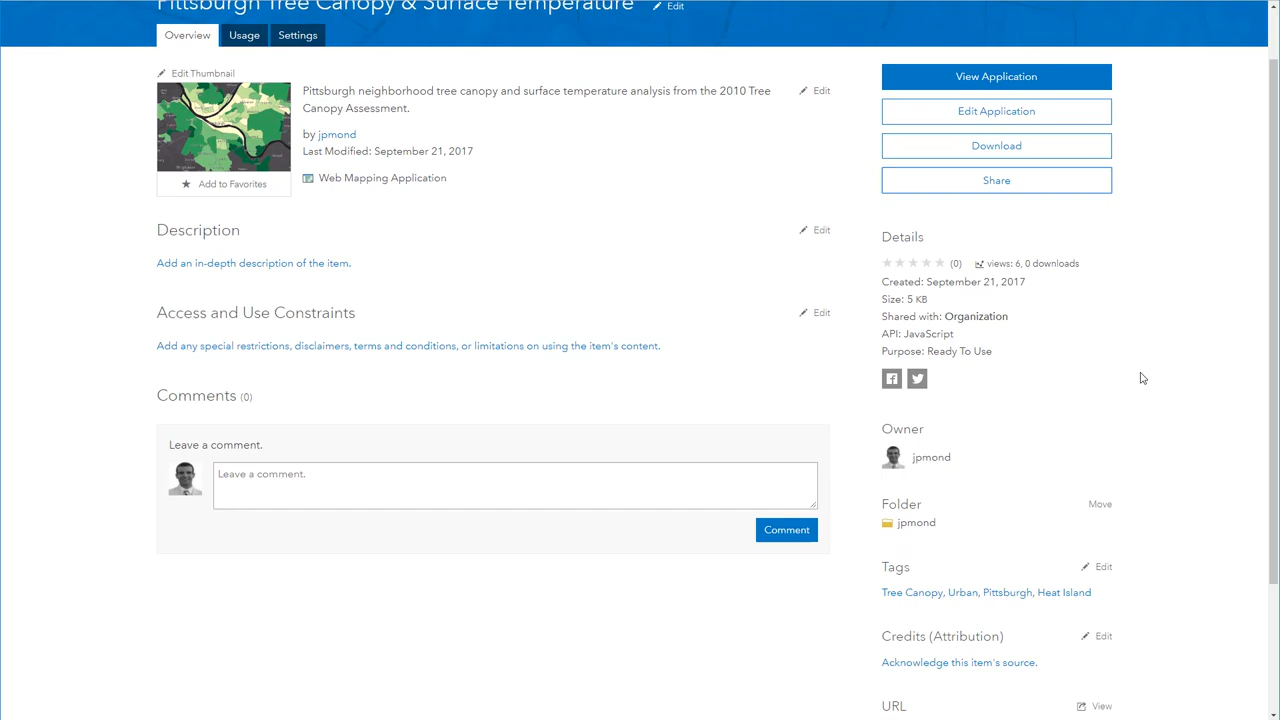 Pittsburgh Tree Canopy & Surface Temperature Edit
Overview Usage Settings
Edit Thumbnail
Pittsburgh neighborhood tree canopy and surface temperature analysis from the 2010 Tree
Canopy Assessment.
Edit
by jpmond
Last Modified: September 21, 2017
Web Mapping Application
Add to Favorites
Description Edit
Add an in-depth description of the item.
Access and Use Constraints Edit
Add any special restrictions, disclaimers, terms and conditions, or limitations on using the item's content.
Comments (0)
Leave a comment.
Leave a comment.
Comment
View Application
Edit Application
Download
Share
Details
(0) views: 6, 0 downloads
Created: September 21, 2017
Size: 5 KB
Shared with: Organization
API: JavaScript
Purpose: Ready To Use
Owner
jpmond
Folder Move
jpmond
Tags Edit
Tree Canopy, Urban, Pittsburgh, Heat Island
Credits (Attribution) Edit
Acknowledge this item's source.
URL View